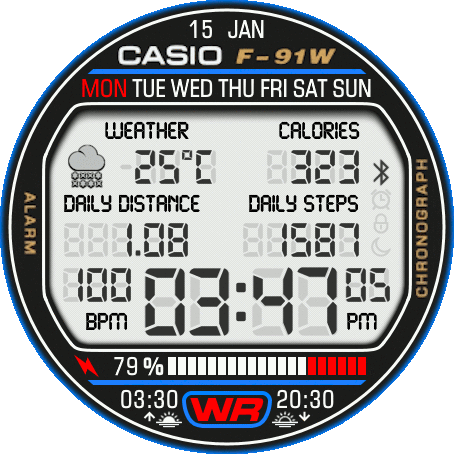 15 JAN
CASIO F-91W
MON TUE WED THU FRI SAT SUN
WEATHER CALORIES
-25°C 323
DAILY DISTANCE DAILY STEPS
1.08 1587
ALARM
CHRONOGRAPH
100 BPM 03:47 05 PM
79 %
03:30 WR 20:30